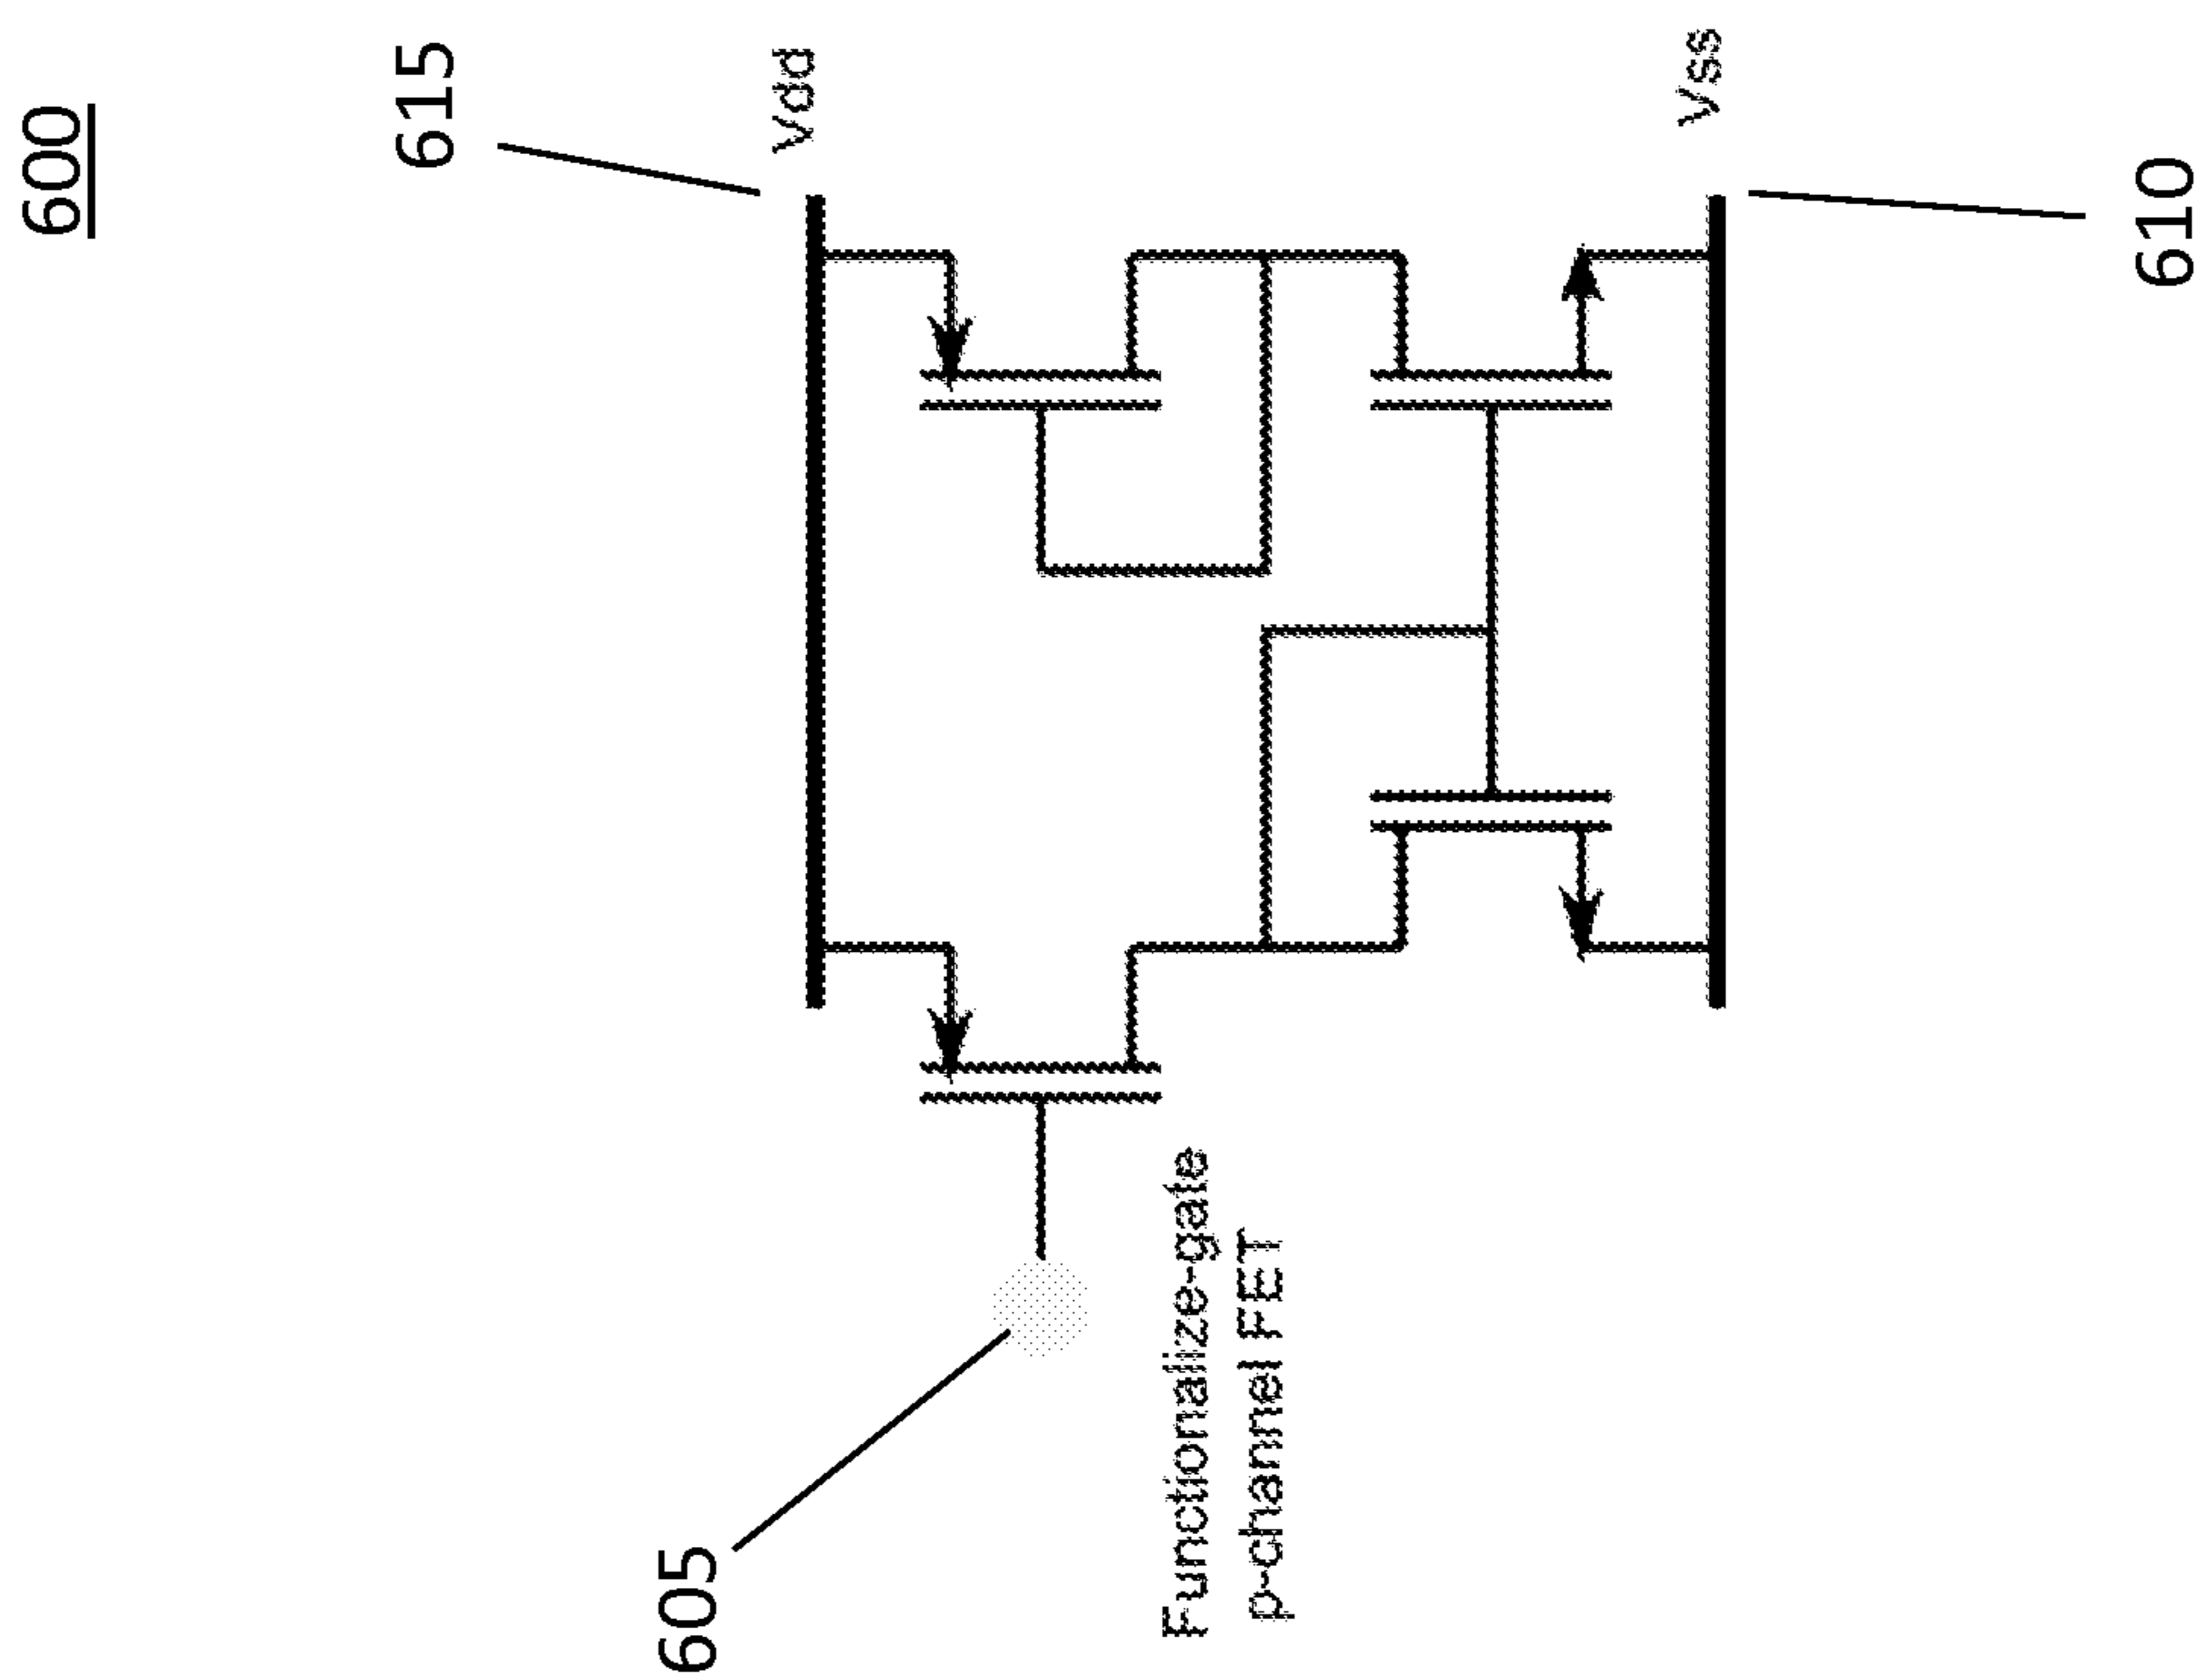 600
615
Vdd
Vss
610
605
Functionalize-gate
p-channel FET